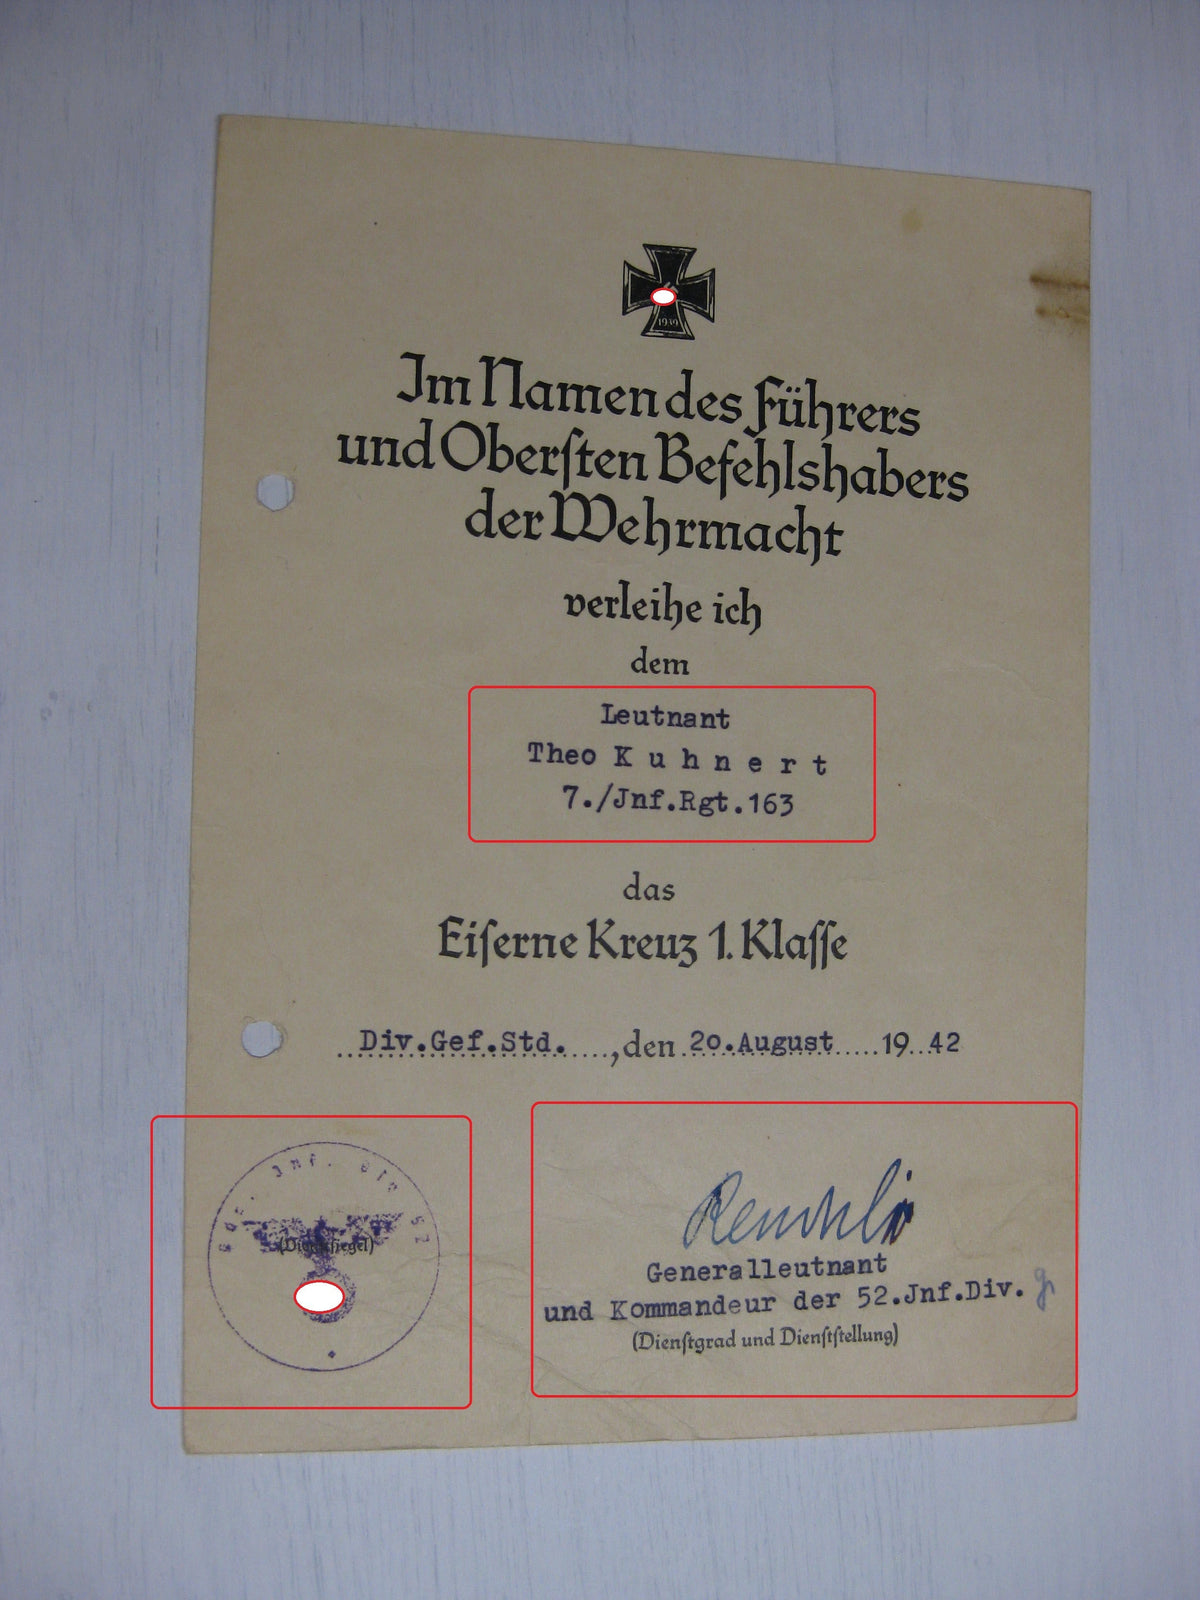 1939
Im Namen des Führers
und Oberſten Befehlshabers
der Wehrmacht
verleihe ich
dem
Leutnant
Theo K u h n e r t
7./Jnf.Rgt.163
das
Eiſerne Kreuz 1. Klaſſe
Div.Gef.Std. , den 20.August 19 42
Jnf. 52
(Dienſtſiegel)
Generalleutnant
und Kommandeur der 52.Jnf.Div.
(Dienſtgrad und Dienſtſtellung)